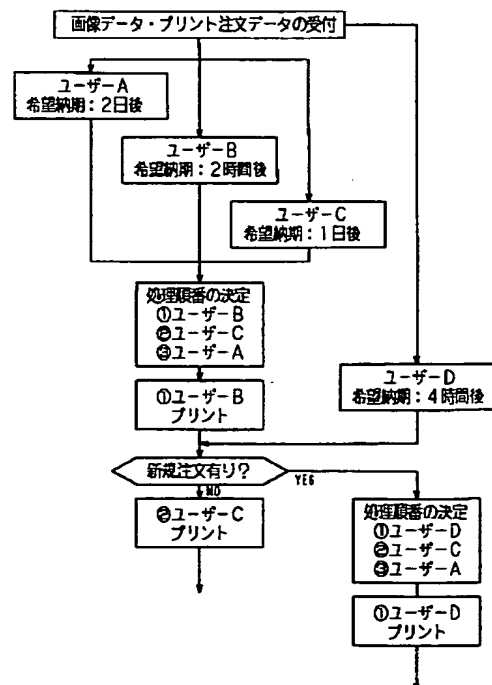 画像データ・プリント注文データの受付
ユーザーA
希望納期：2日後
ユーザーB
希望納期：2時間後
ユーザーC
希望納期：1日後
処理順番の決定
①ユーザーB
②ユーザーC
③ユーザーA
ユーザーD
希望納期：4時間後
①ユーザーB
プリント
新規注文有り？
YES
NO
②ユーザーC
プリント
処理順番の決定
①ユーザーD
②ユーザーC
③ユーザーA
①ユーザーD
プリント